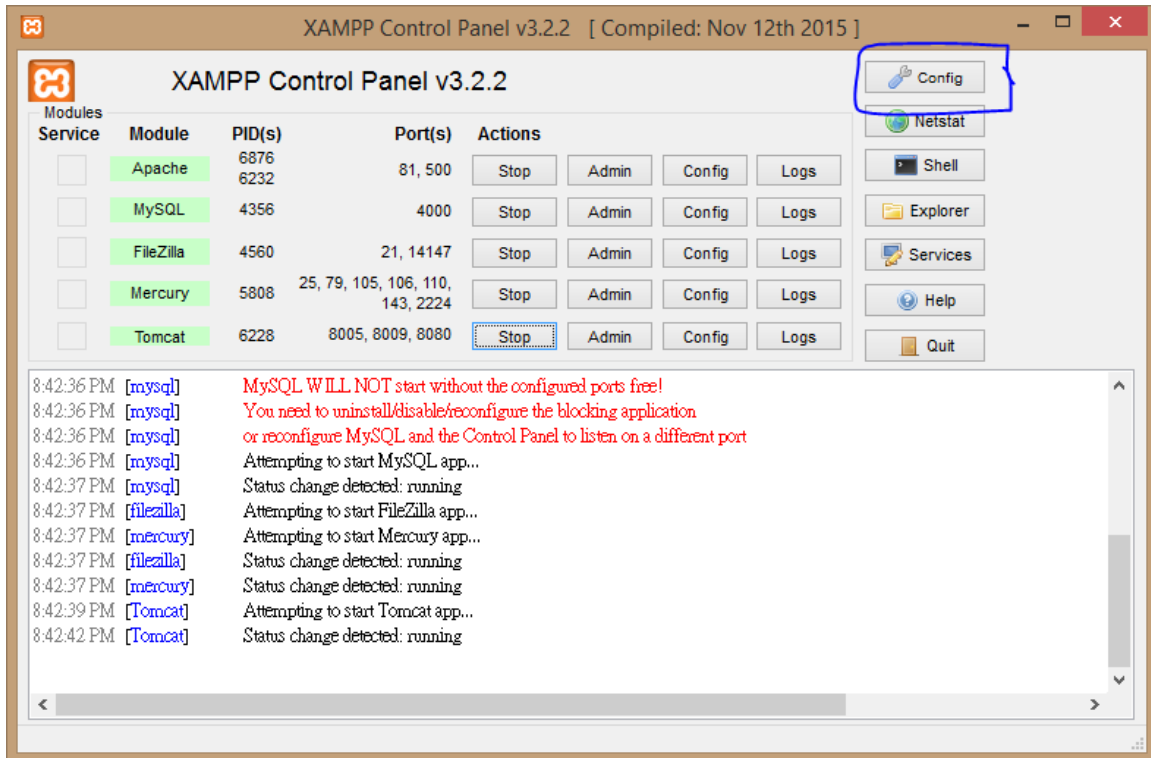 XAMPP Control Panel v3.2.2 [ Compiled: Nov 12th 2015 ]
XAMPP Control Panel v3.2.2
Config
Modules
Service Module PID(s) Port(s) Actions
Netstat
Apache 6876 6232 81, 500 Stop Admin Config Logs
Shell
MySQL 4356 4000 Stop Admin Config Logs
Explorer
FileZilla 4560 21, 14147 Stop Admin Config Logs
Services
Mercury 5808 25, 79, 105, 106, 110, 143, 2224 Stop Admin Config Logs
Help
Tomcat 6228 8005, 8009, 8080 Stop Admin Config Logs
Quit
8:42:36 PM [mysql] MySQL WILL NOT start without the configured ports free!
8:42:36 PM [mysql] You need to uninstall/disable/reconfigure the blocking application
8:42:36 PM [mysql] or reconfigure MySQL and the Control Panel to listen on a different port
8:42:36 PM [mysql] Attempting to start MySQL app...
8:42:37 PM [mysql] Status change detected: running
8:42:37 PM [filezilla] Attempting to start FileZilla app...
8:42:37 PM [mercury] Attempting to start Mercury app...
8:42:37 PM [filezilla] Status change detected: running
8:42:37 PM [mercury] Status change detected: running
8:42:39 PM [Tomcat] Attempting to start Tomcat app...
8:42:42 PM [Tomcat] Status change detected: running